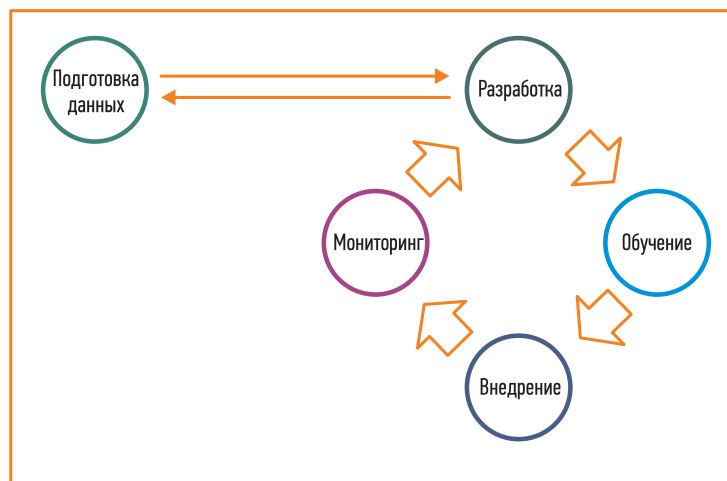 Подготовка
данных
Разработка
Мониторинг
Обучение
Внедрение